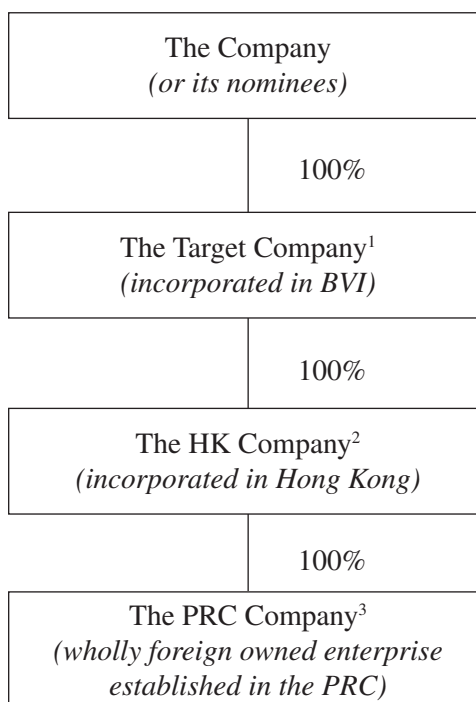 The Company
(or its nominees)
100%
The Target Company¹
(incorporated in BVI)
100%
The HK Company²
(incorporated in Hong Kong)
100%
The PRC Company³
(wholly foreign owned enterprise
established in the PRC)